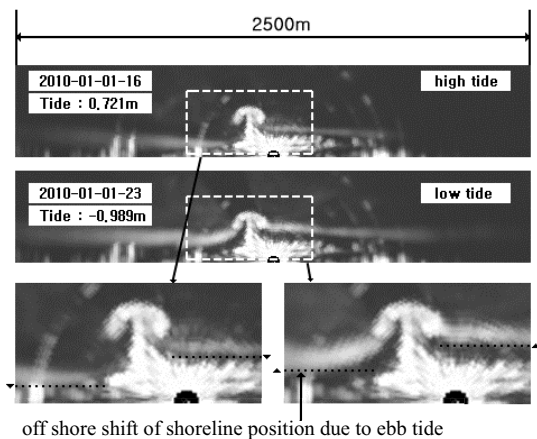 2500m
2010-01-01-16
Tide : 0.721m
high tide
2010-01-01-23
Tide : -0.989m
low tide
off shore shift of shoreline position due to ebb tide